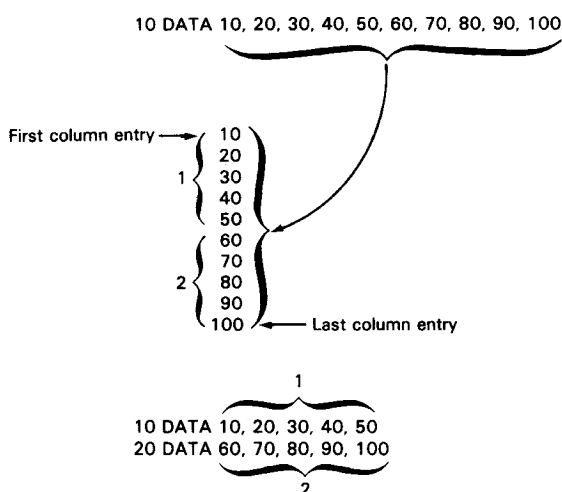 10 DATA 10, 20, 30, 40, 50, 60, 70, 80, 90, 100
First column entry
10
20
1
30
40
50
60
70
2
80
90
100
Last column entry
1
10 DATA 10, 20, 30, 40, 50
20 DATA 60, 70, 80, 90, 100
2